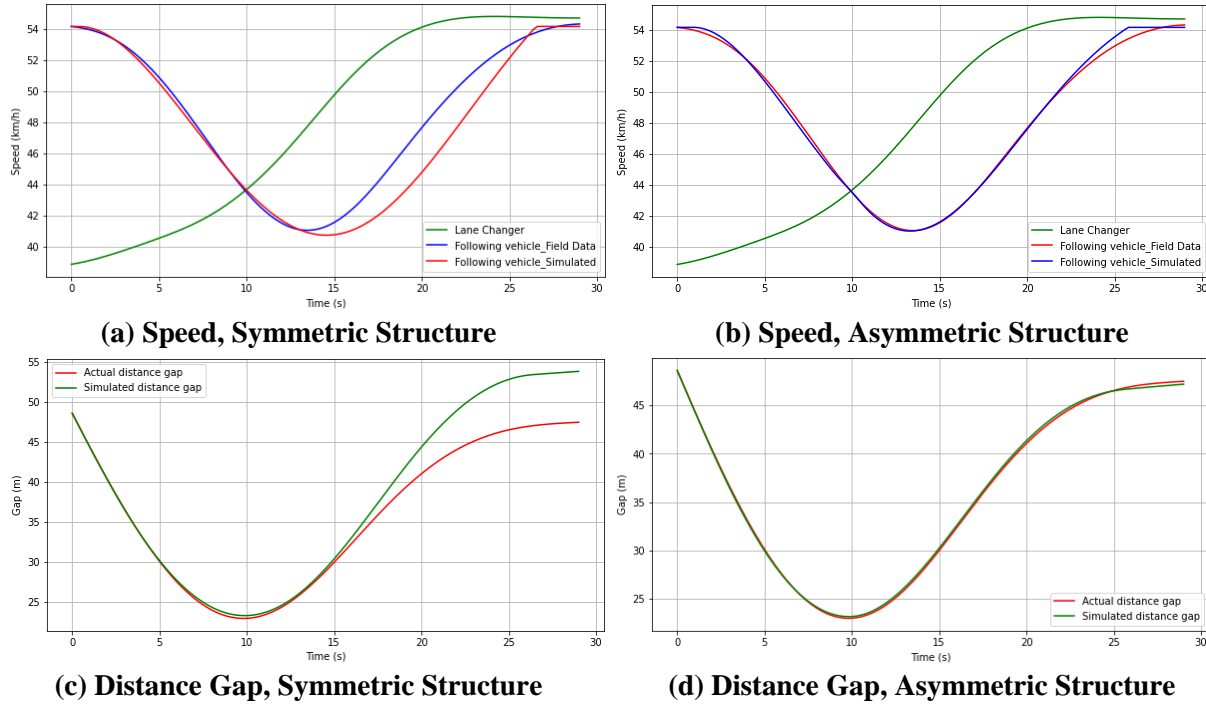 54
52
50
48
46
44
42
40
Speed (km/h)
0 5 10 15 20 25 30
Time (s)
Lane Changer
Following vehicle_Field Data
Following vehicle_Simulated
(a) Speed, Symmetric Structure
54
52
50
48
46
44
42
40
Speed (km/h)
0 5 10 15 20 25 30
Time (s)
Lane Changer
Following vehicle_Field Data
Following vehicle_Simulated
(b) Speed, Asymmetric Structure
55
50
45
40
35
30
25
Gap (m)
Actual distance gap
Simulated distance gap
0 5 10 15 20 25 30
Time (s)
(c) Distance Gap, Symmetric Structure
45
40
35
30
25
Gap (m)
Actual distance gap
Simulated distance gap
0 5 10 15 20 25 30
Time (s)
(d) Distance Gap, Asymmetric Structure